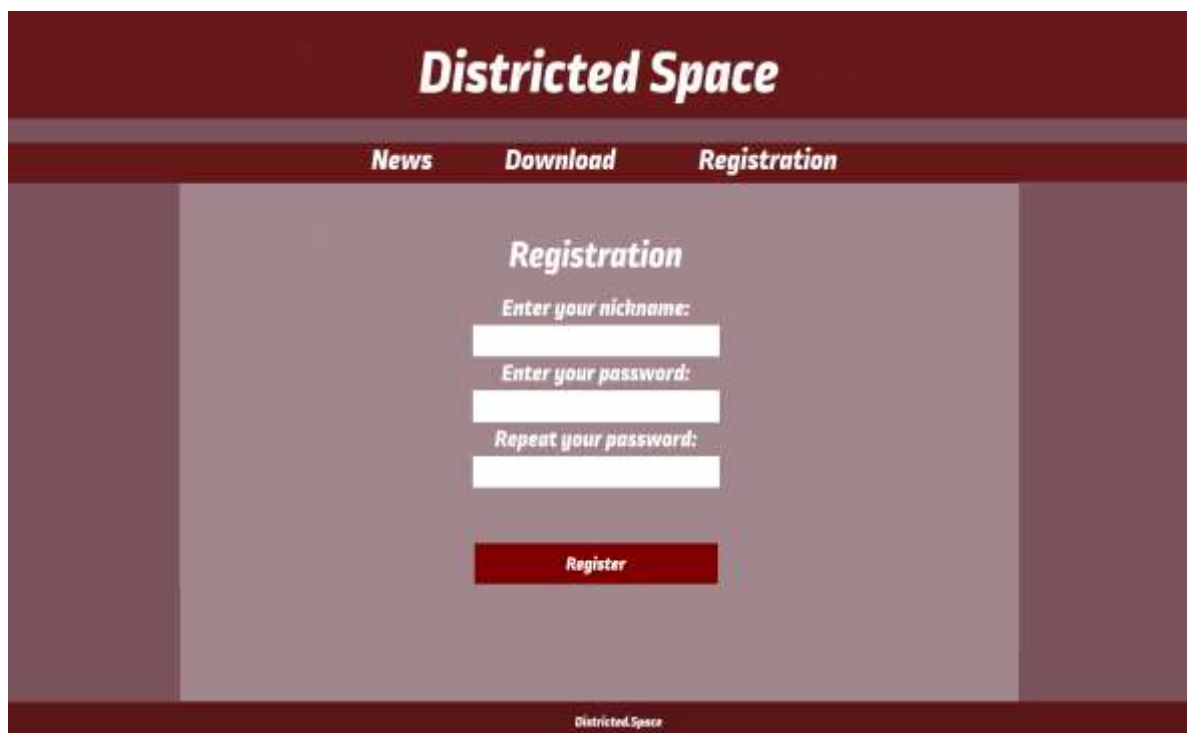 Districted Space
News Download Registration
Registration
Enter your nickname:
Enter your password:
Repeat your password:
Register
Districted.Space